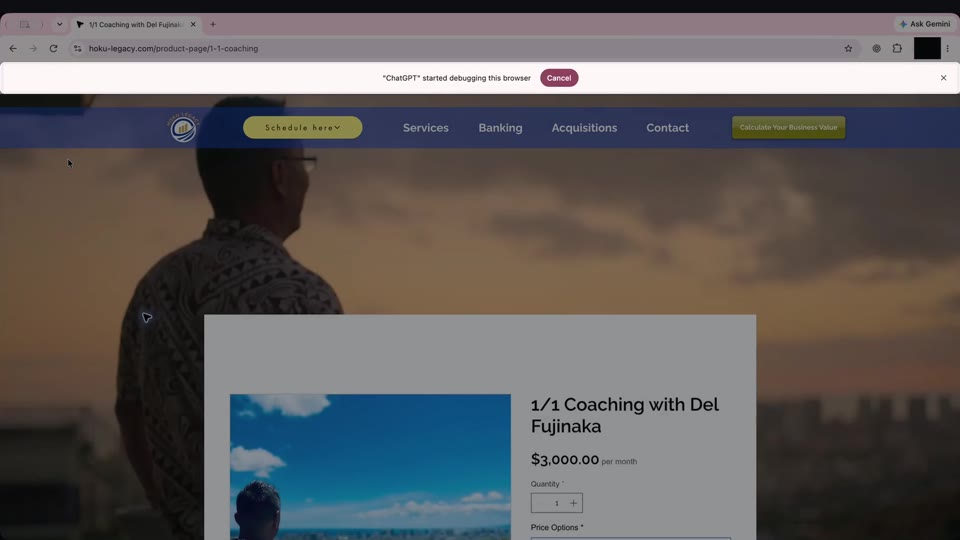 1/1 Coaching with Del Fujinaka
Ask Gemini
hoku-legacy.com/product-page/1-1-coaching
"ChatGPT" started debugging this browser
Cancel
Schedule here
Services
Banking
Acquisitions
Contact
Calculate Your Business Value
1/1 Coaching with Del
Fujinaka
$3,000.00 per month
Quantity *
1
Price Options *